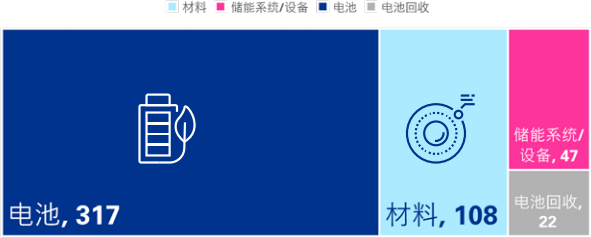 材料 储能系统/设备 电池 电池回收
电池, 317
材料, 108
储能系统/
设备, 47
电池回收,
22